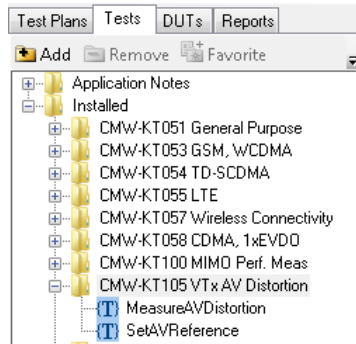 Test Plans Tests DUTs Reports
Add Remove Favorite
Application Notes
Installed
CMW-KT051 General Purpose
CMW-KT053 GSM, WCDMA
CMW-KT054 TD-SCDMA
CMW-KT055 LTE
CMW-KT057 Wireless Connectivity
CMW-KT058 CDMA, 1xEVDO
CMW-KT100 MIMO Perf. Meas
CMW-KT105 VTx AV Distortion
{T} MeasureAVDistortion
{T} SetAVReference